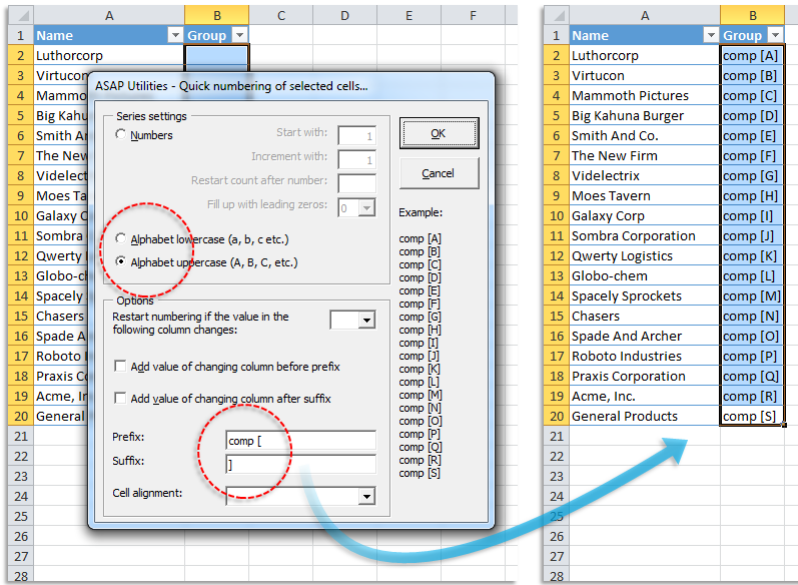 A B C D E F
1 Name Group
2 Luthorcorp
3 Virtucon
4 Mammoth
5 Big Kahu
6 Smith An
7 The New
8 Videlect
9 Moes Ta
10 Galaxy C
11 Sombra
12 Qwerty
13 Globo-ch
14 Spacely
15 Chasers
16 Spade A
17 Roboto
18 Praxis Co
19 Acme, I
20 General
21
22
23
24
25
26
27
28
ASAP Utilities - Quick numbering of selected cells...
Series settings
Numbers
Start with: 1
Increment with: 1
Restart count after number:
Fill up with leading zeros: 0
Alphabet lowercase (a, b, c etc.)
Alphabet uppercase (A, B, C, etc.)
Options
Restart numbering if the value in the
following column changes:
Add value of changing column before prefix
Add value of changing column after suffix
Prefix: comp [
Suffix: ]
Cell alignment:
OK
Cancel
Example:
comp [A]
comp [B]
comp [C]
comp [D]
comp [E]
comp [F]
comp [G]
comp [H]
comp [I]
comp [J]
comp [K]
comp [L]
comp [M]
comp [N]
comp [O]
comp [P]
comp [Q]
comp [R]
comp [S]
A B
1 Name Group
2 Luthorcorp comp [A]
3 Virtucon comp [B]
4 Mammoth Pictures comp [C]
5 Big Kahuna Burger comp [D]
6 Smith And Co. comp [E]
7 The New Firm comp [F]
8 Videlectrix comp [G]
9 Moes Tavern comp [H]
10 Galaxy Corp comp [I]
11 Sombra Corporation comp [J]
12 Qwerty Logistics comp [K]
13 Globo-chem comp [L]
14 Spacely Sprockets comp [M]
15 Chasers comp [N]
16 Spade And Archer comp [O]
17 Roboto Industries comp [P]
18 Praxis Corporation comp [Q]
19 Acme, Inc. comp [R]
20 General Products comp [S]
21
22
23
24
25
26
27
28